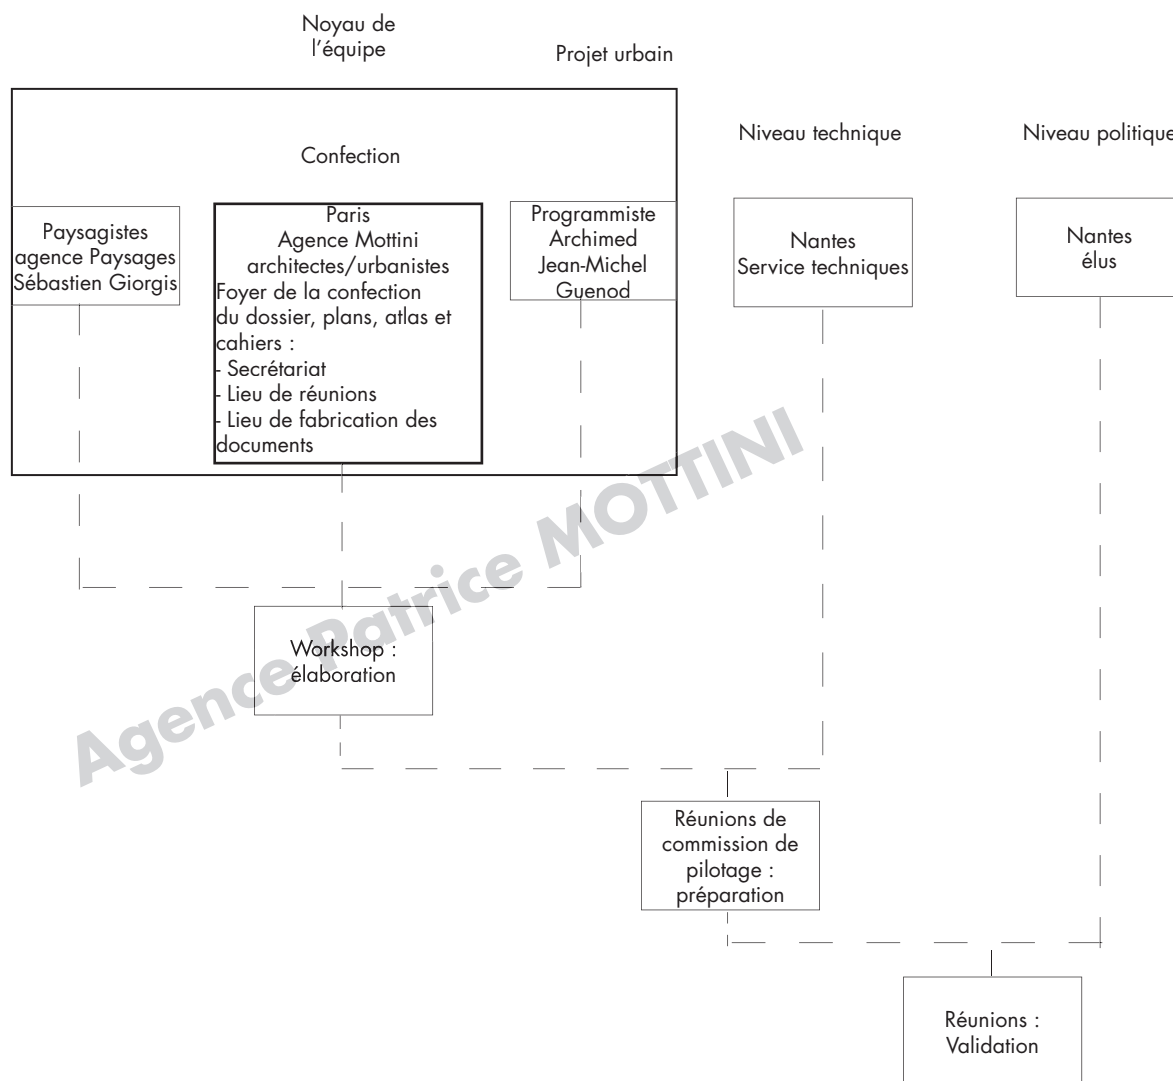 Noyau de
l'équipe
Projet urbain
Confection
Niveau technique
Niveau politique
Paysagistes
agence Paysages
Sébastien Giorgis
Paris
Agence Mottini
architectes/urbanistes
Foyer de la confection
du dossier, plans, atlas et
cahiers :
- Secrétariat
- Lieu de réunions
- Lieu de fabrication des
documents
Programmiste
Archimed
Jean-Michel
Guenod
Nantes
Service techniques
Nantes
élus
Agence Patrice MOTTINI
Workshop :
élaboration
Réunions de
commission de
pilotage :
préparation
Réunions :
Validation